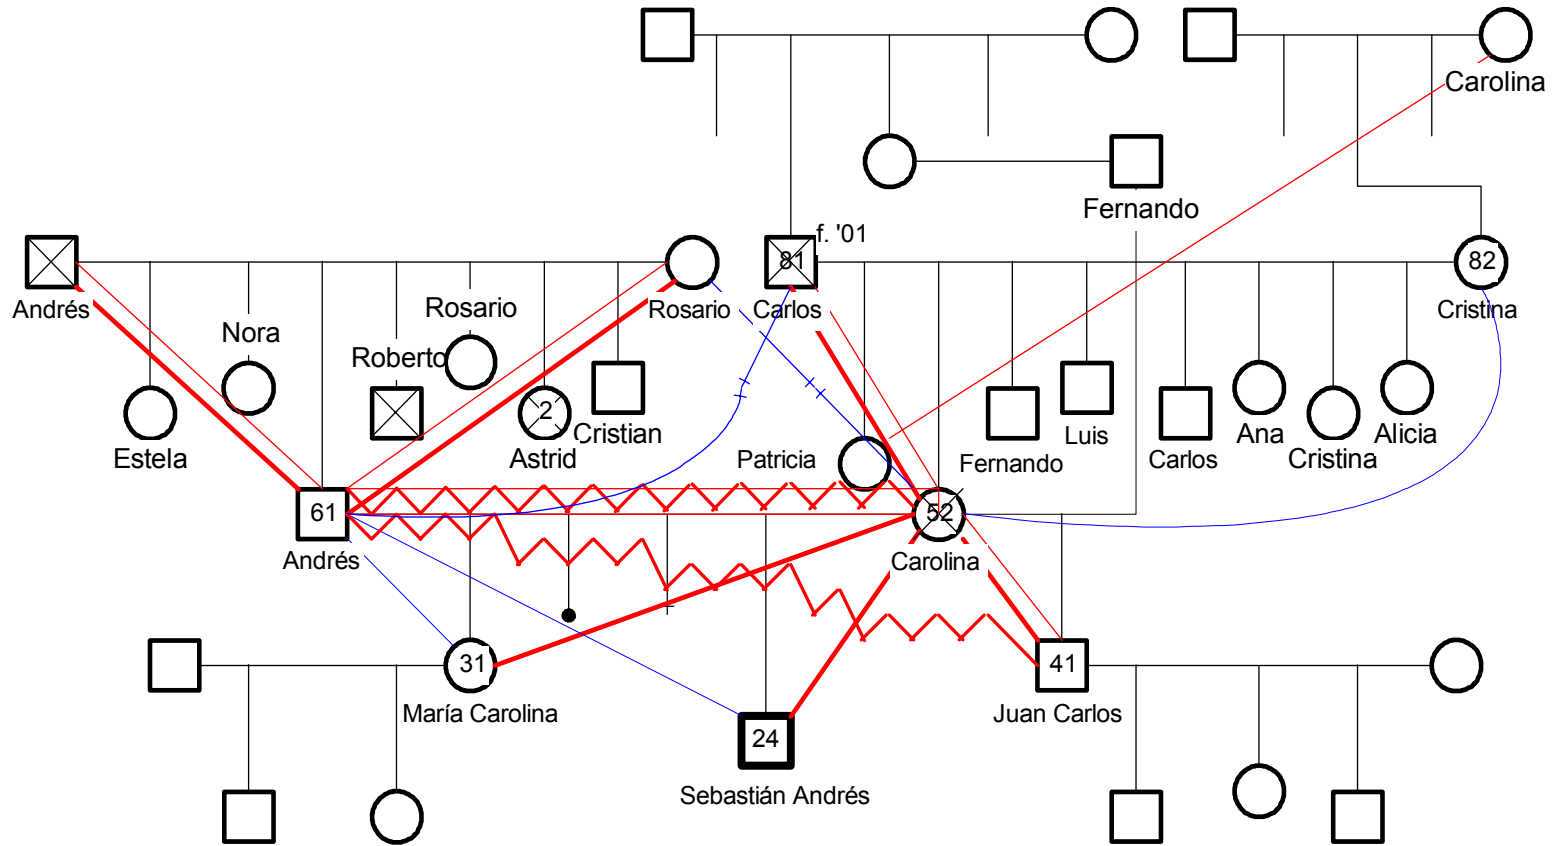 Carolina
Fernando
f. '01
81
82
Andrés
Rosario
Carlos
Cristina
Nora
Rosario
Roberto
2
Estela
Astrid
Cristian
Patricia
Fernando
Luis
Carlos
Ana
Cristina
Alicia
61
52
Andrés
Carolina
31
41
María Carolina
Juan Carlos
24
Sebastián Andrés